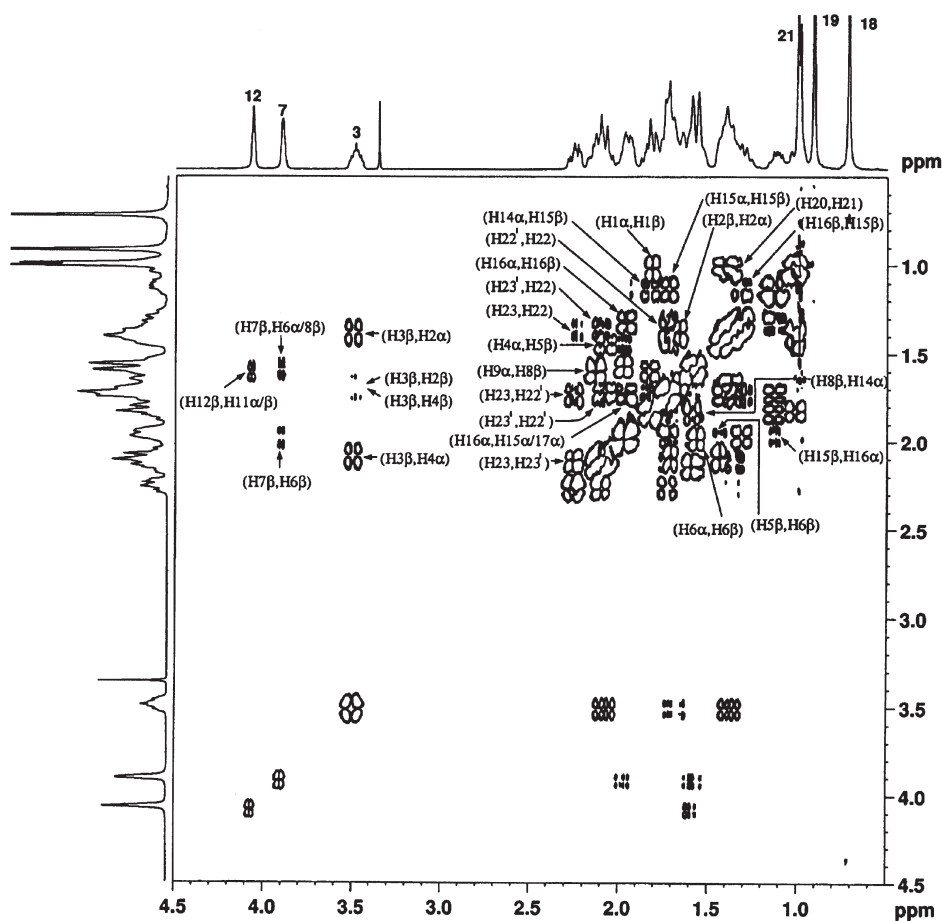 21 19 18
12
7
3
ppm
(H15α,H15β)
(H14α,H15β) (H1α,H1β) (H2β,H2α) (H20,H21)
(H22',H22) (H16β,H15β)
(H16α,H16β)
(H23',H22)
(H23,H22)
(H7β,H6α/8β) (H3β,H2α)
(H4α,H5β)
(H9α,H8β)
(H3β,H2β) (H8β,H14α)
(H12β,H11α/β) (H3β,H4β) (H23,H22')
(H23',H22')
(H16α,H15α/17α)
(H3β,H4α) (H23,H23') (H15β,H16α)
(H7β,H6β)
(H6α,H6β) (H5β,H6β)
1.0
1.5
2.0
2.5
3.0
3.5
4.0
4.5
4.5 4.0 3.5 3.0 2.5 2.0 1.5 1.0 ppm